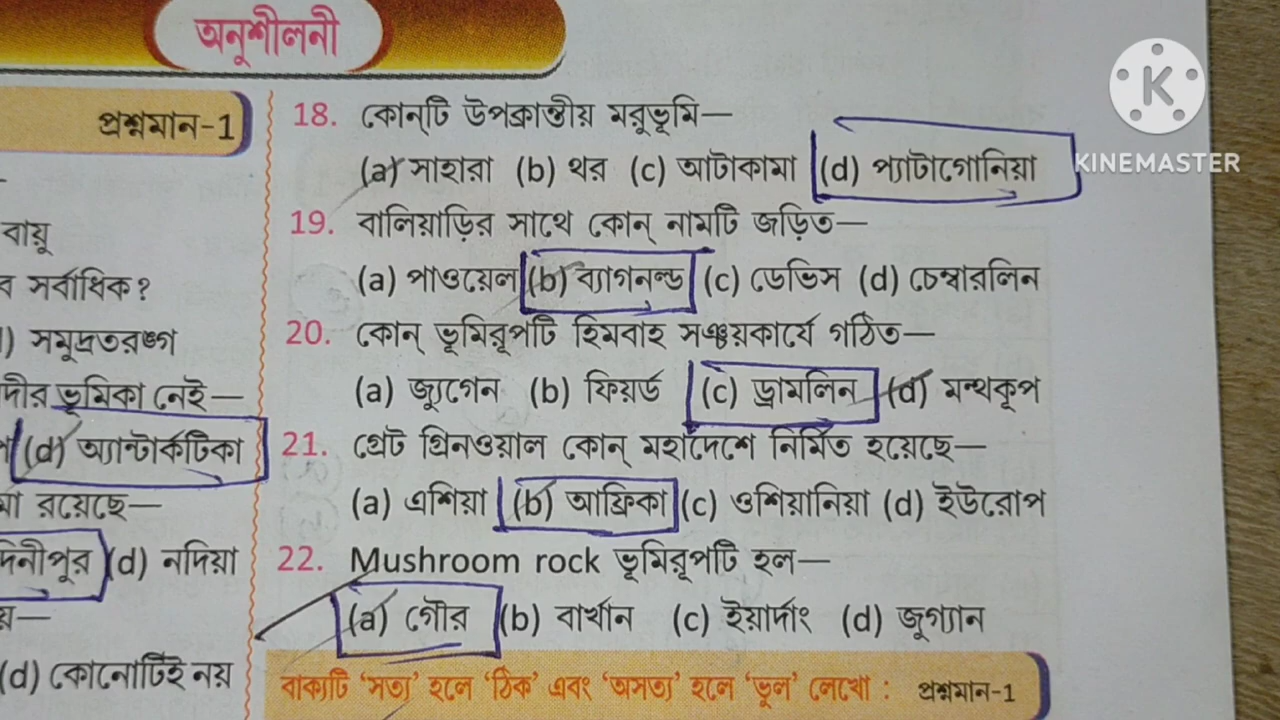 অনুশীলনী
প্রশ্নমান-1
বায়ু
ব সর্বাধিক?
) সমুদ্রতরঙ্গ
দীর ভূমিকা নেই—
(d) অ্যান্টার্কটিকা
মা রয়েছে—
দিনীপুর (d) নদিয়া
য়—
(d) কোনোটিই নয়
18. কোন্‌টি উপক্রান্তীয় মরুভূমি—
(a) সাহারা (b) থর (c) আটাকামা (d) প্যাটাগোনিয়া
19. বালিয়াড়ির সাথে কোন্ নামটি জড়িত—
(a) পাওয়েল (b) ব্যাগনল্ড (c) ডেভিস (d) চেম্বারলিন
20. কোন্ ভূমিরূপটি হিমবাহ সঞ্চয়কার্যে গঠিত—
(a) জ্যুগেন (b) ফিয়র্ড (c) ড্রামলিন (d) মন্থকূপ
21. গ্রেট গ্রিনওয়াল কোন্ মহাদেশে নির্মিত হয়েছে—
(a) এশিয়া (b) আফ্রিকা (c) ওশিয়ানিয়া (d) ইউরোপ
22. Mushroom rock ভূমিরূপটি হল—
(a) গৌর (b) বার্খান (c) ইয়ার্দাং (d) জুগ্যান
বাক্যটি ‘সত্য’ হলে ‘ঠিক’ এবং ‘অসত্য’ হলে ‘ভুল’ লেখো : প্রশ্নমান-1
K
KINEMASTER